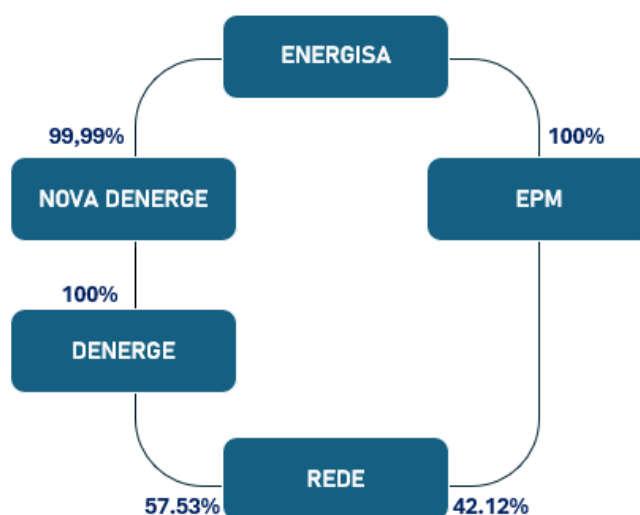 ENERGISA
99,99%
100%
NOVA DENERGE
EPM
100%
DENERGE
REDE
57.53%
42.12%